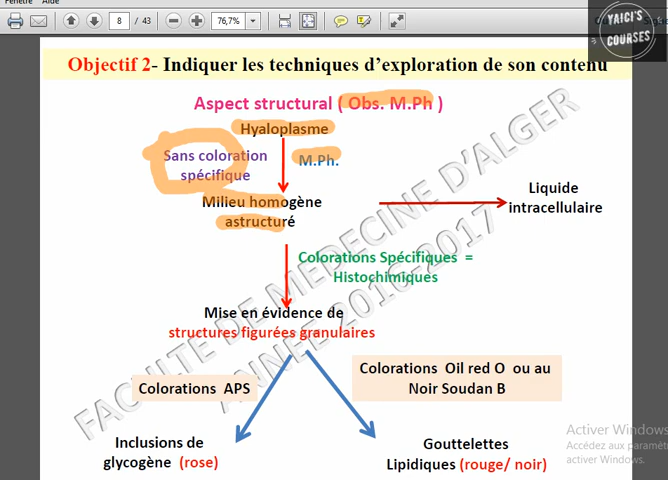 Fenêtre Aide
8 / 43
76,7%
YAICI'S
COURSES
Objectif 2- Indiquer les techniques d'exploration de son contenu
Aspect structural ( Obs. M.Ph )
Hyaloplasme
Sans coloration
spécifique
M.Ph.
Milieu homogène
astructuré
Liquide
intracellulaire
Colorations Spécifiques =
Histochimiques
Mise en évidence de
structures figurées granulaires
Colorations APS
Colorations Oil red O ou au
Noir Soudan B
Inclusions de
glycogène (rose)
Gouttelettes
Lipidiques (rouge/ noir)
FACULTE DE MEDECINE D'ALGER
ANNEE 2016-2017
Activer Windows
Accédez aux paramèt
activer Windows.